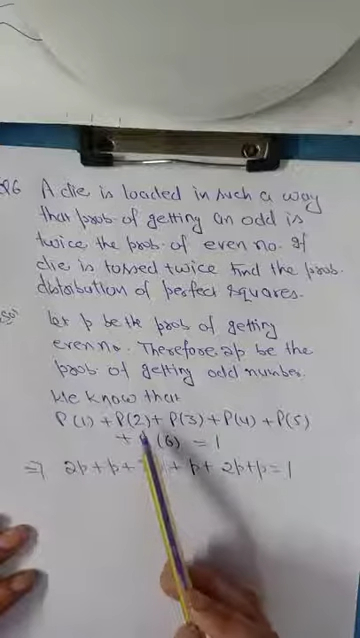 Q6 A die is loaded in such a way
that prob. of getting an odd is
twice the prob. of even no. If
die is tossed twice find the prob.
distribution of perfect squares.
Sol Let p be the prob of getting
even no. Therefore 2p be the
prob of getting odd number.
We know that
P(1) + P(2) + P(3) + P(4) + P(5)
+ (6) = 1
⇒ 2p + p + + p + 2p + p = 1